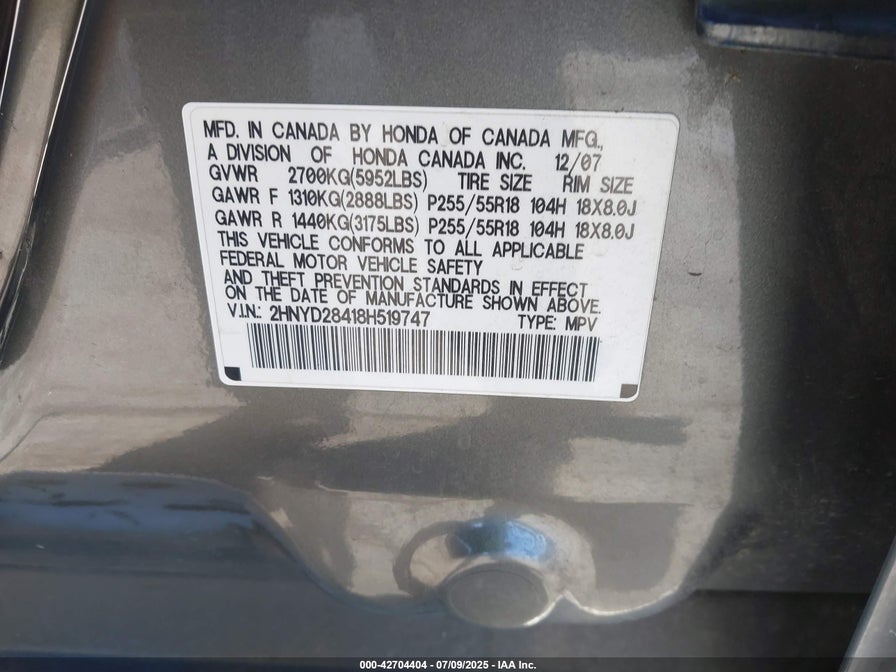 MFD. IN CANADA BY HONDA OF CANADA MFG.,
A DIVISION OF HONDA CANADA INC. 12/07
GVWR 2700KG(5952LBS) TIRE SIZE RIM SIZE
GAWR F 1310KG(2888LBS) P255/55R18 104H 18X8.0J
GAWR R 1440KG(3175LBS) P255/55R18 104H 18X8.0J
THIS VEHICLE CONFORMS TO ALL APPLICABLE
FEDERAL MOTOR VEHICLE SAFETY
AND THEFT PREVENTION STANDARDS IN EFFECT
ON THE DATE OF MANUFACTURE SHOWN ABOVE.
V.I.N.: 2HNYD28418H519747 TYPE: MPV
000-42704404 - 07/09/2025 - IAA Inc.